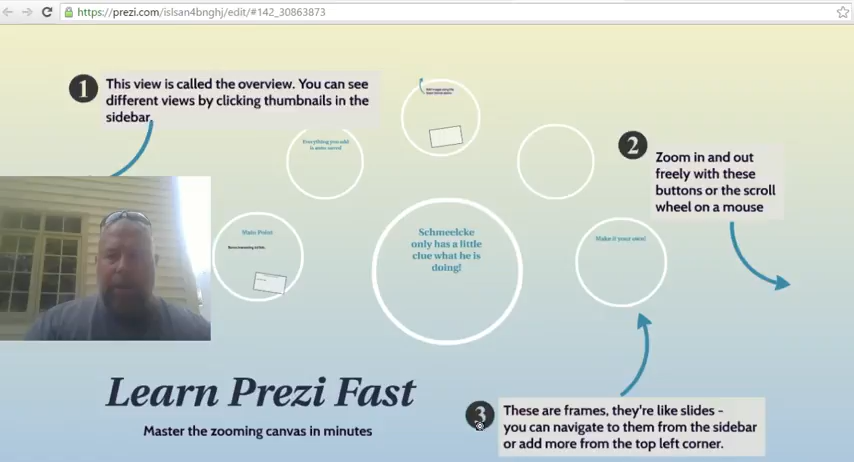 https://prezi.com/islsan4bnghj/edit/#142_30863873
1
This view is called the overview. You can see
different views by clicking thumbnails in the
sidebar.
Everything you add
is auto-saved!
2
Zoom in and out
freely with these
buttons or the scroll
wheel on a mouse
Main Point
Schmeelcke
only has a little
clue what he is
doing!
Make it your own!
Learn Prezi Fast
Master the zooming canvas in minutes
3
These are frames, they're like slides -
you can navigate to them from the sidebar
or add more from the top left corner.